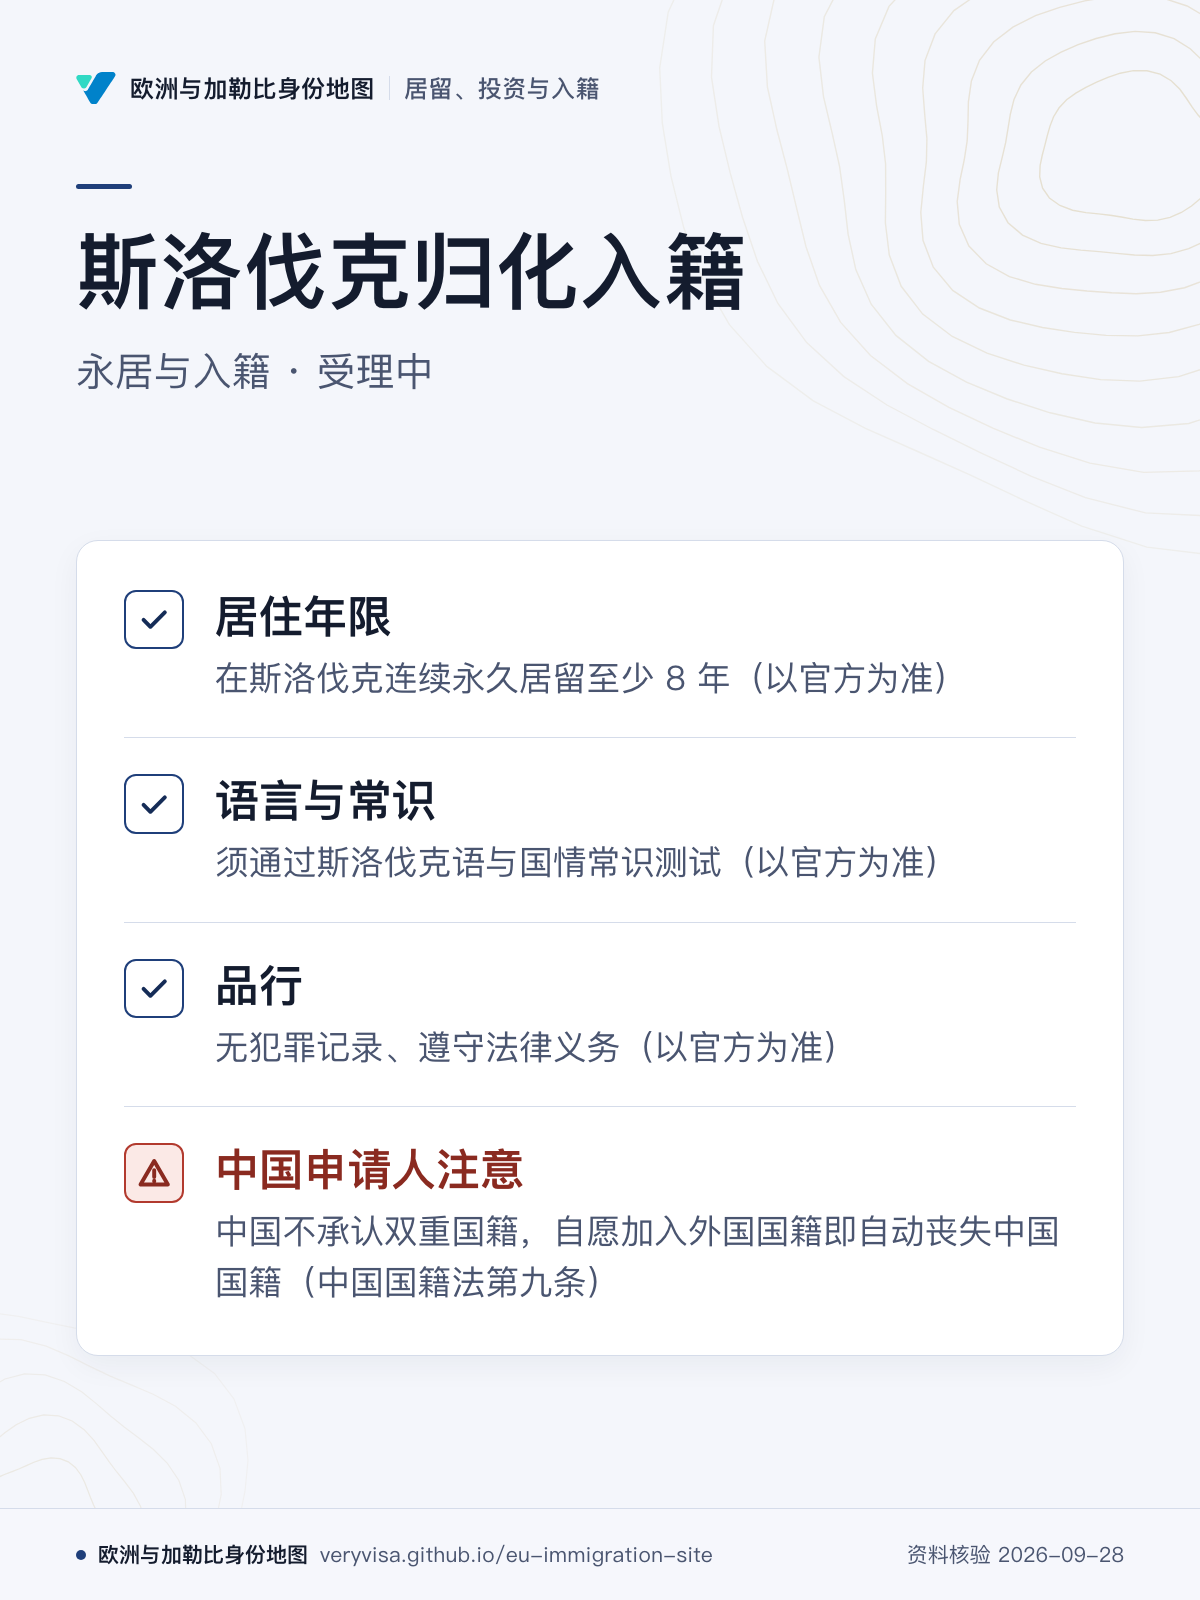 欧洲与加勒比身份地图 居留、投资与入籍
斯洛伐克归化入籍
永居与入籍 · 受理中
居住年限
在斯洛伐克连续永久居留至少 8 年（以官方为准）
语言与常识
须通过斯洛伐克语与国情常识测试（以官方为准）
品行
无犯罪记录、遵守法律义务（以官方为准）
中国申请人注意
中国不承认双重国籍，自愿加入外国国籍即自动丧失中国
国籍（中国国籍法第九条）
欧洲与加勒比身份地图 veryvisa.github.io/eu-immigration-site 资料核验 2026-09-28